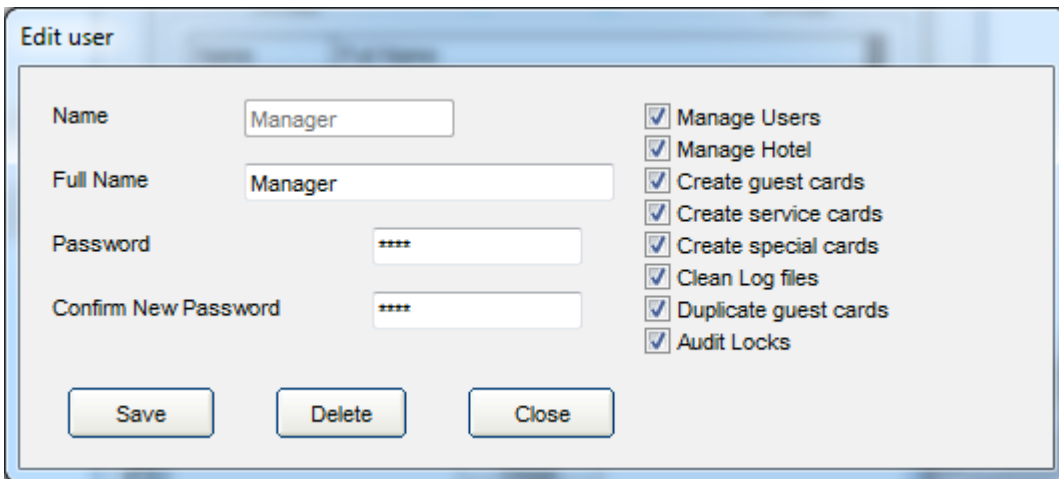 Edit user
Name
Manager
Full Name
Manager
Password
****
Confirm New Password
****
Manage Users
Manage Hotel
Create guest cards
Create service cards
Create special cards
Clean Log files
Duplicate guest cards
Audit Locks
Save
Delete
Close